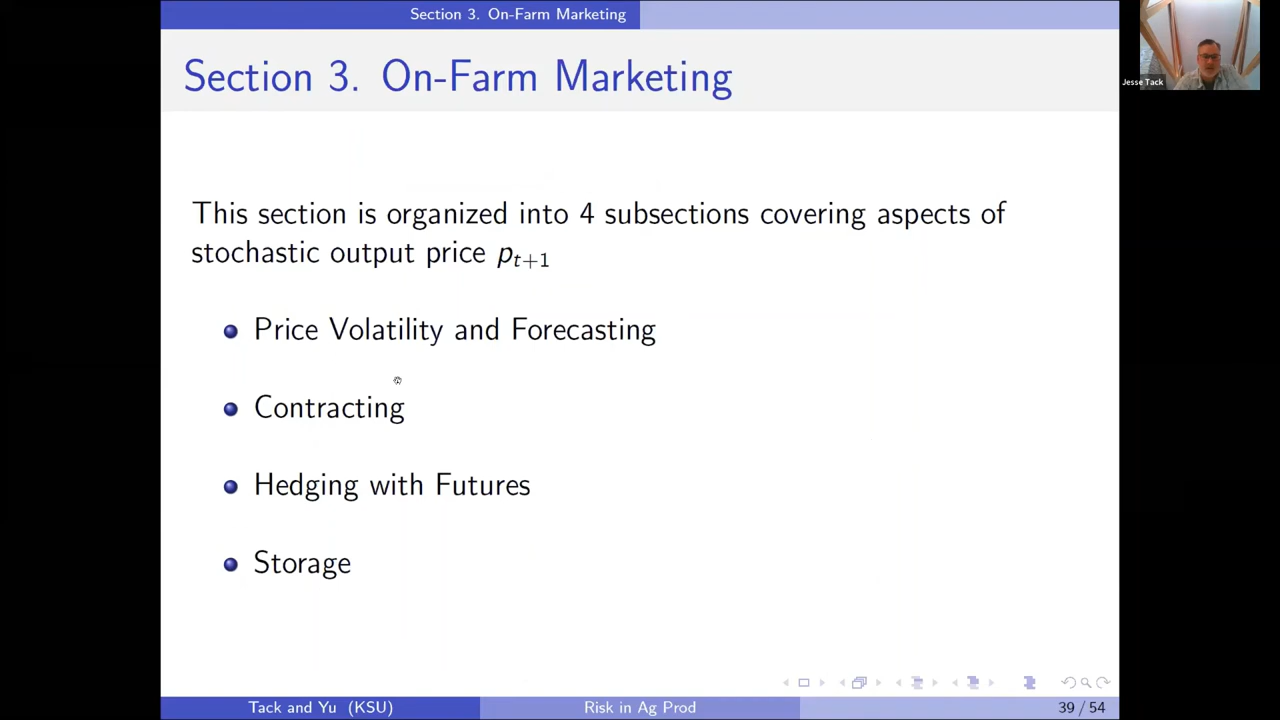 Section 3. On-Farm Marketing
Jesse Tack
Section 3. On-Farm Marketing
This section is organized into 4 subsections covering aspects of
stochastic output price pₜ₊₁
Price Volatility and Forecasting
Contracting
Hedging with Futures
Storage
Tack and Yu (KSU)
Risk in Ag Prod
39 / 54